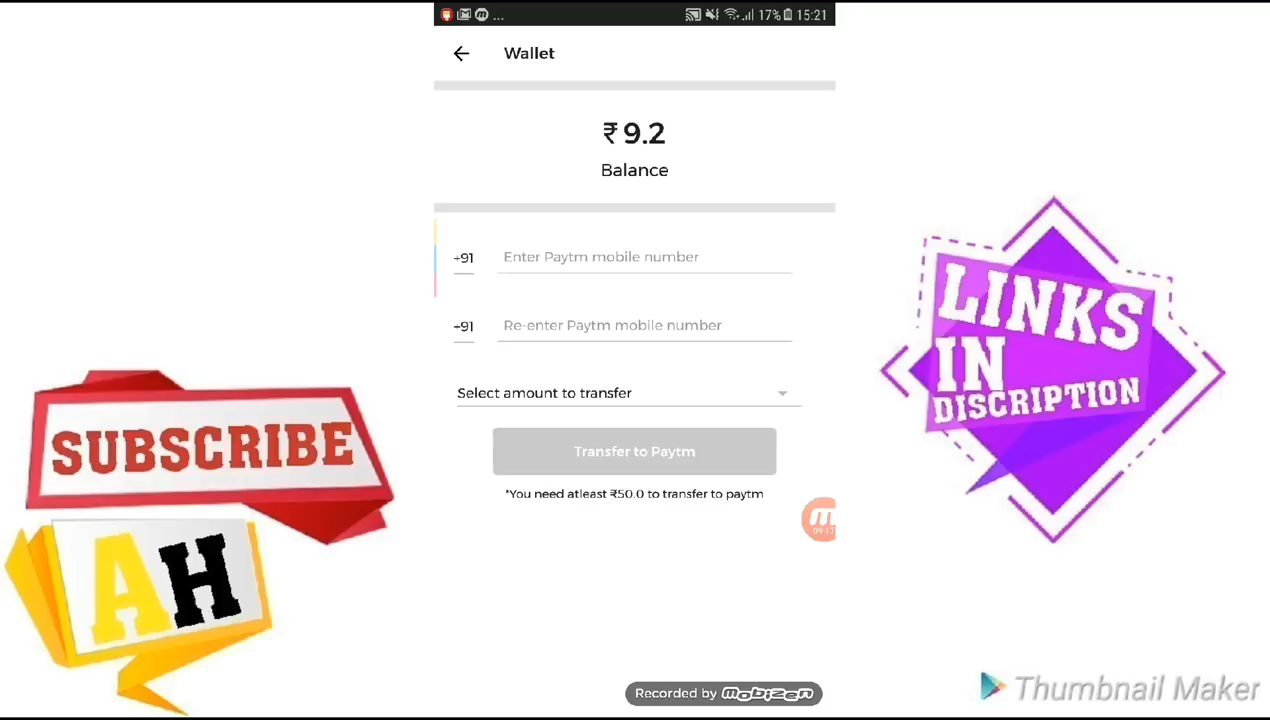 ... 17% 15:21
Wallet
₹9.2
Balance
+91 Enter Paytm mobile number
+91 Re-enter Paytm mobile number
Select amount to transfer
Transfer to Paytm
*You need atleast ₹50.0 to transfer to paytm
09:17
Recorded by mobizen
SUBSCRIBE
AH
LINKS
IN
DISCRIPTION
Thumbnail Maker